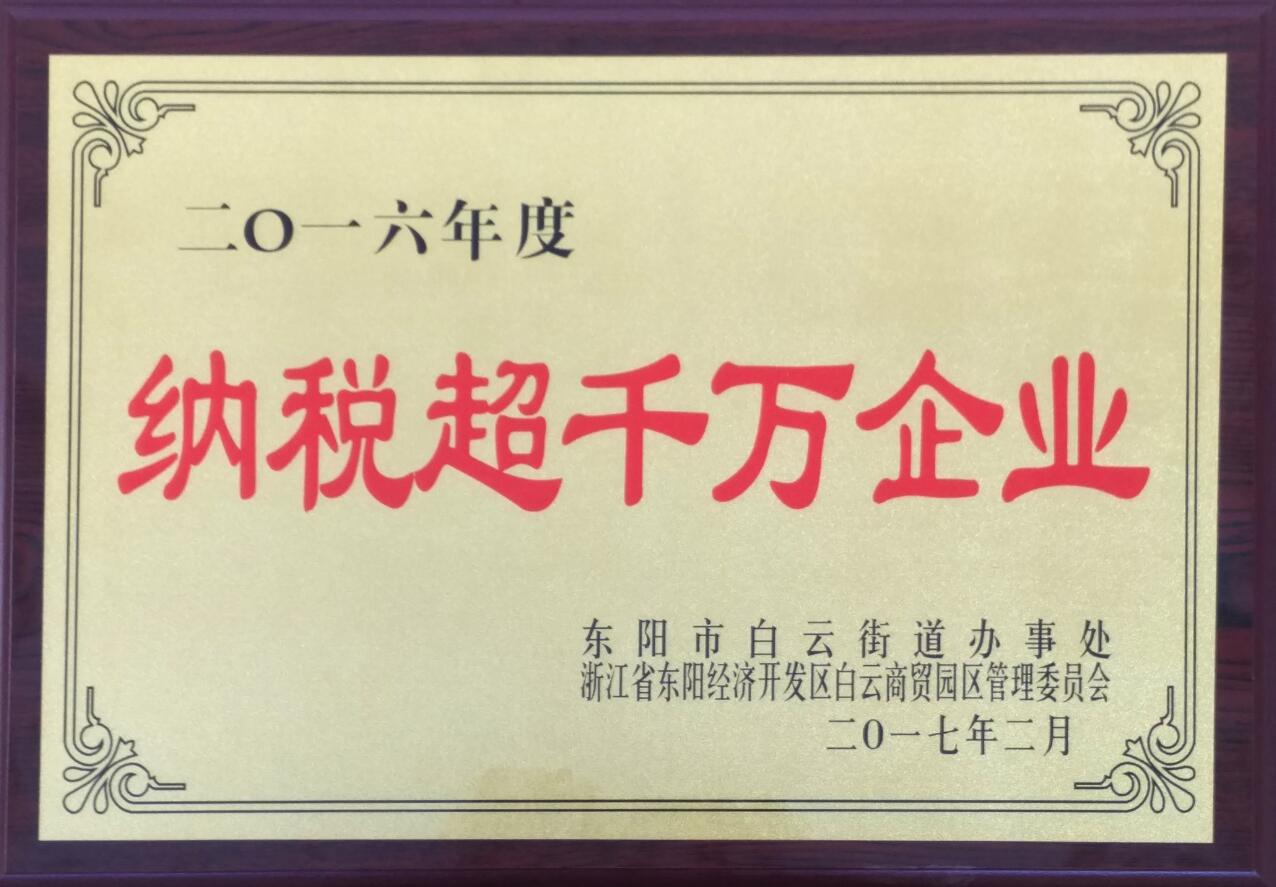 二〇一六年度
纳税超千万企业
东阳市白云街道办事处
浙江省东阳经济开发区白云商贸园区管理委员会
二〇一七年二月